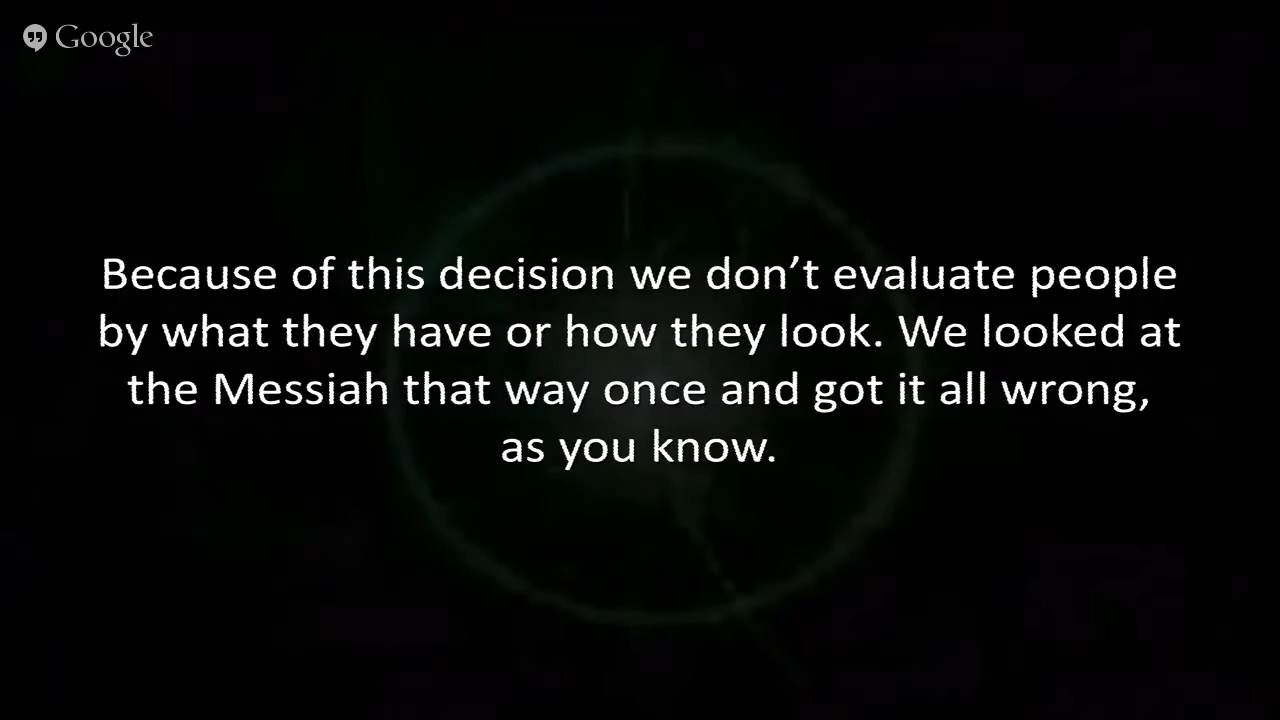 Google
Because of this decision we don’t evaluate people
by what they have or how they look. We looked at
the Messiah that way once and got it all wrong,
as you know.